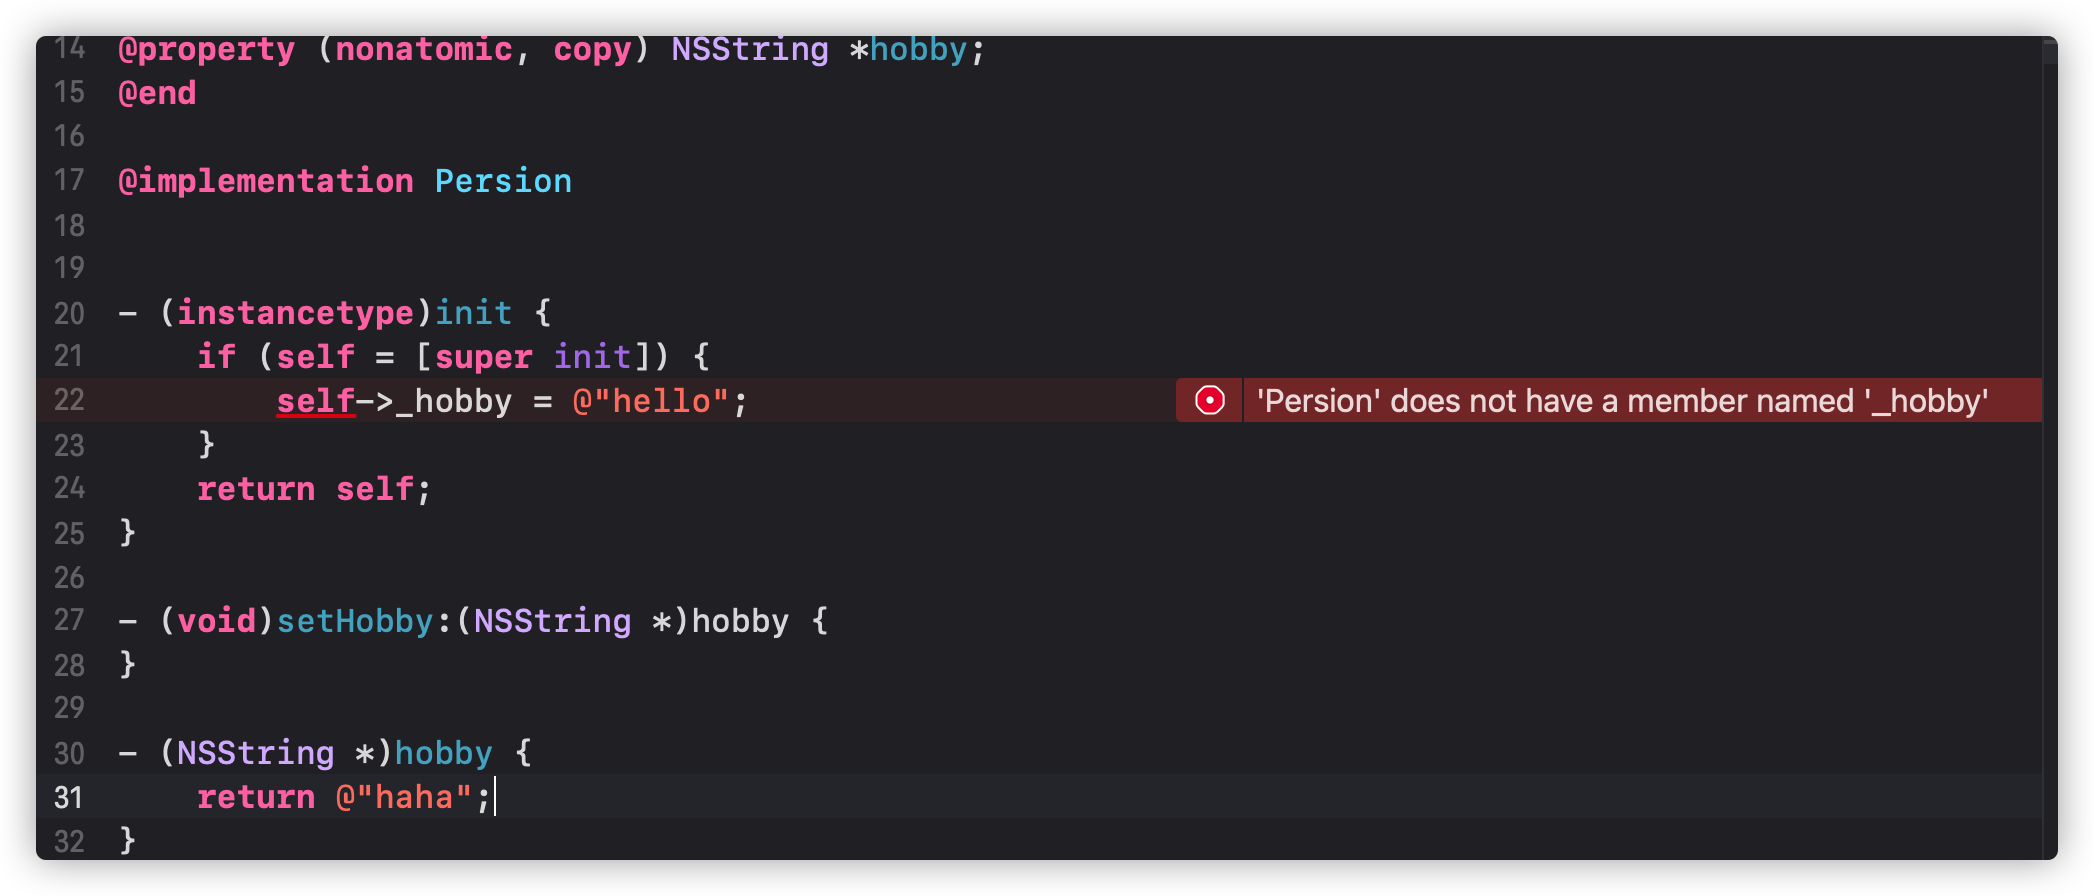 14 @property (nonatomic, copy) NSString *hobby;
15 @end
16
17 @implementation Persion
18
19
20 - (instancetype)init {
21     if (self = [super init]) {
22         self->_hobby = @"hello"; 'Persion' does not have a member named '_hobby'
23     }
24     return self;
25 }
26
27 - (void)setHobby:(NSString *)hobby {
28 }
29
30 - (NSString *)hobby {
31     return @"haha";
32 }